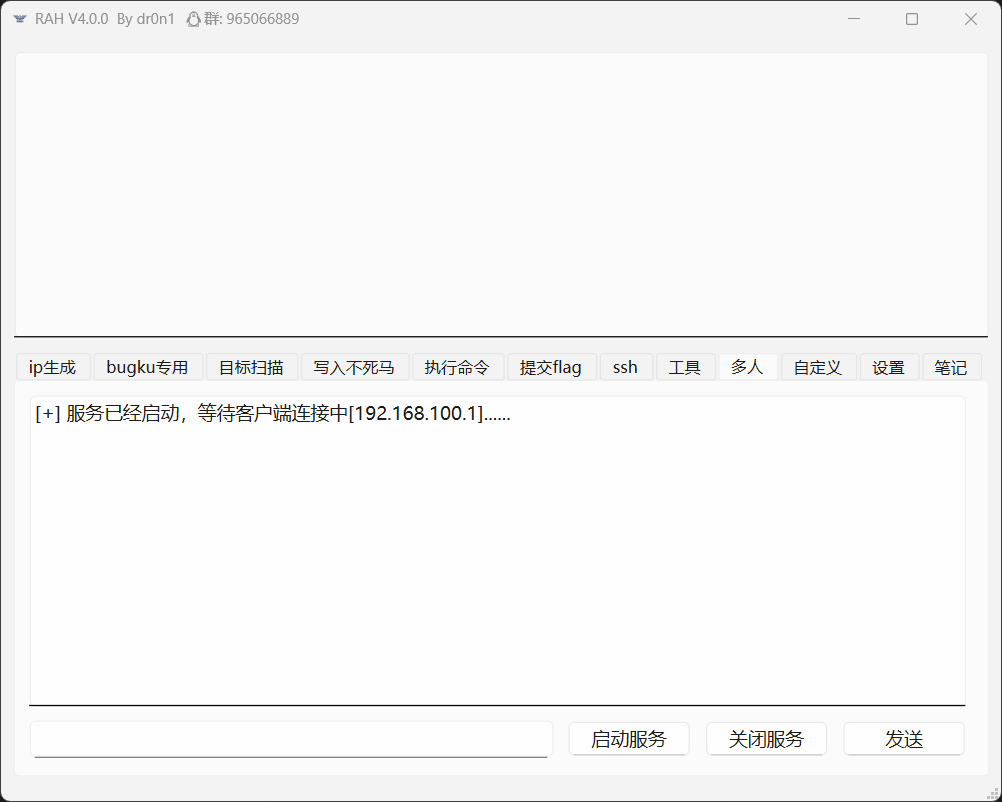 RAH V4.0.0 By dr0n1 群: 965066889
ip生成 bugku专用 目标扫描 写入不死马 执行命令 提交flag ssh 工具 多人 自定义 设置 笔记
[+] 服务已经启动，等待客户端连接中[192.168.100.1]......
启动服务 关闭服务 发送